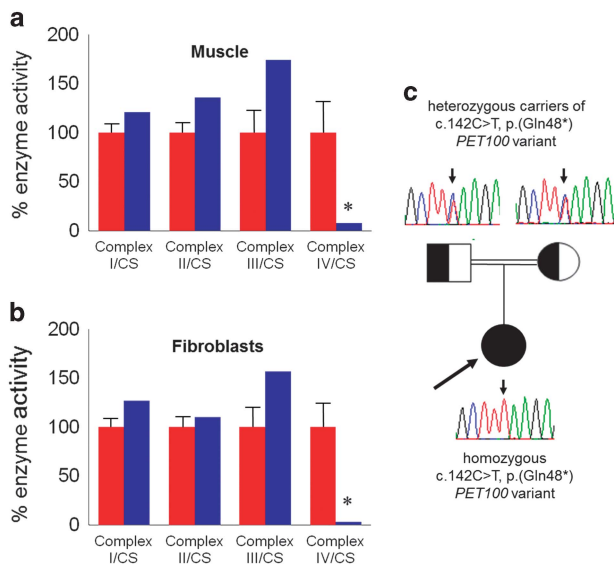 a
200
150
100
50
0
% enzyme activity
Muscle
*
Complex I/CS
Complex II/CS
Complex III/CS
Complex IV/CS
b
200
150
100
50
0
% enzyme activity
Fibroblasts
*
Complex I/CS
Complex II/CS
Complex III/CS
Complex IV/CS
c
heterozygous carriers of
c.142C>T, p.(Gln48*)
PET100 variant
homozygous
c.142C>T, p.(Gln48*)
PET100 variant